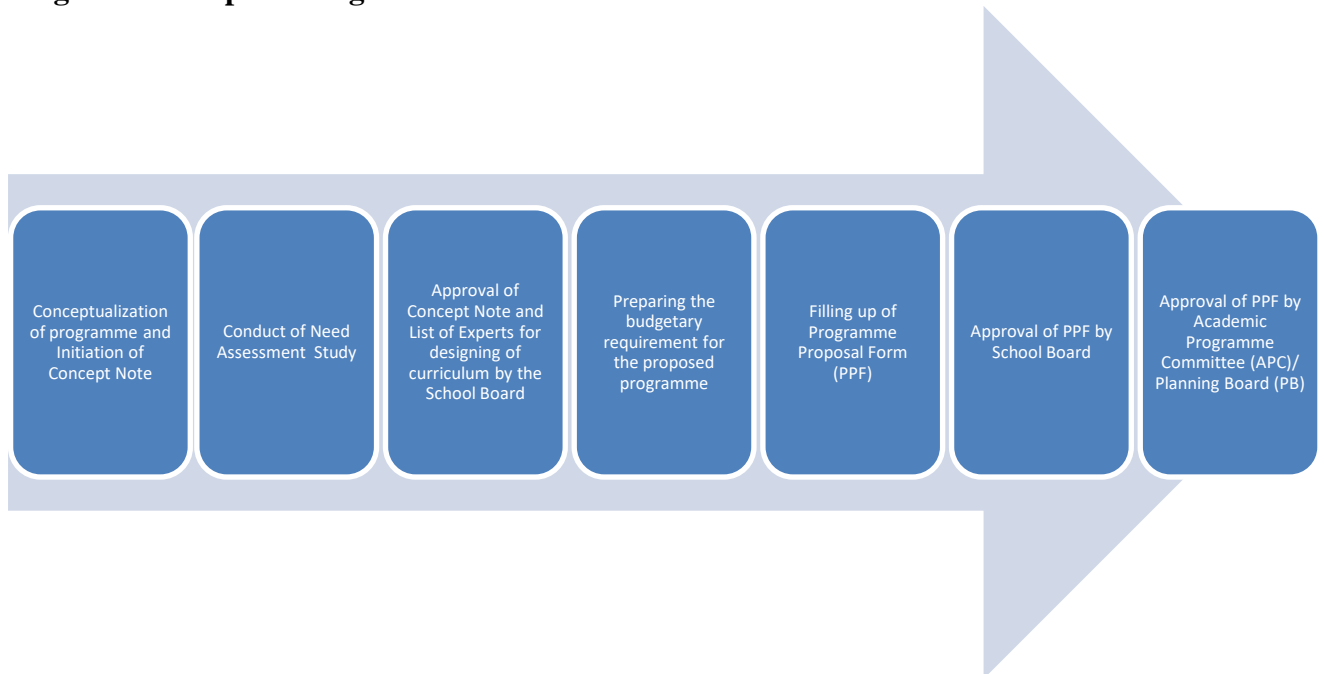 Conceptualization
of programme and
Initiation of
Concept Note
Conduct of Need
Assessment Study
Approval of
Concept Note and
List of Experts for
designing of
curriculum by the
School Board
Preparing the
budgetary
requirement for
the proposed
programme
Filling up of
Programme
Proposal Form
(PPF)
Approval of PPF by
School Board
Approval of PPF by
Academic
Programme
Committee (APC)/
Planning Board (PB)